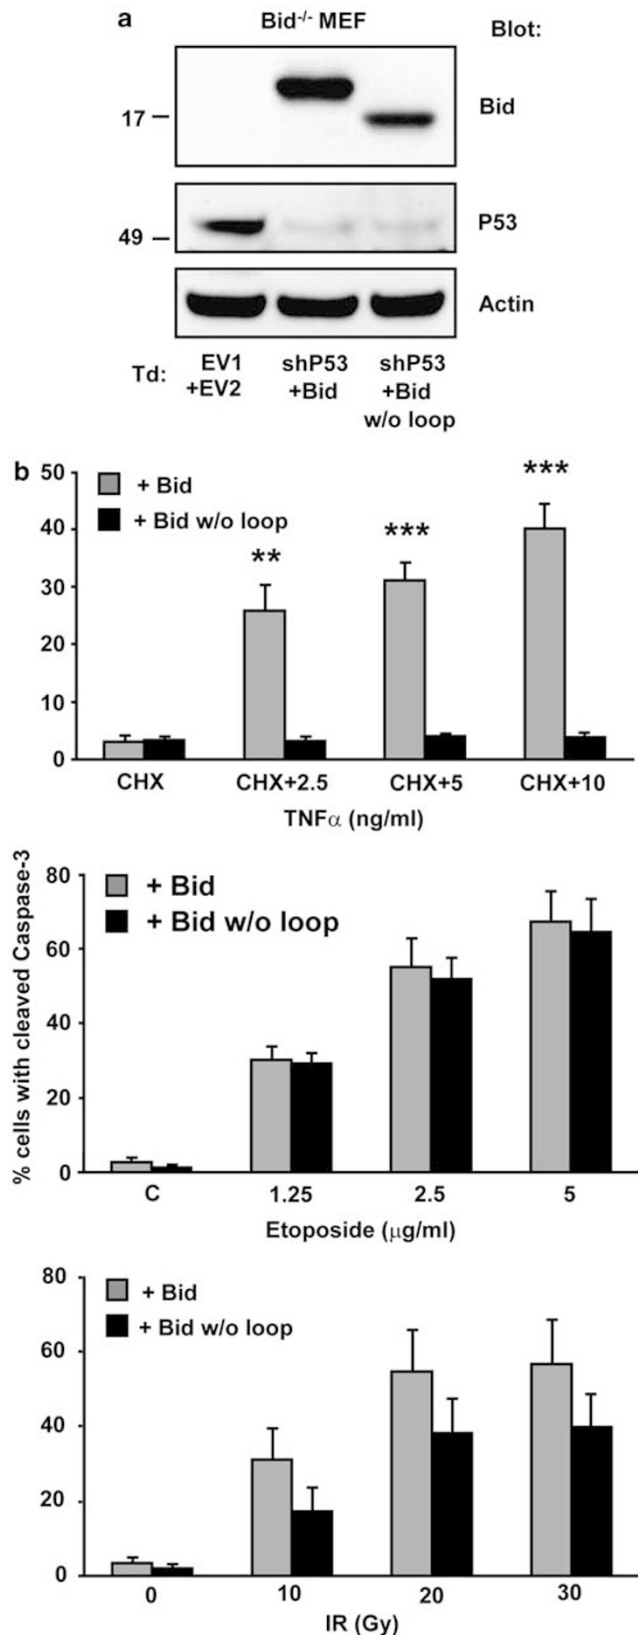 a
Bid-/- MEF
Blot:
17
Bid
49
P53
Actin
Td:
EV1 shP53 shP53
+EV2 +Bid +Bid
w/o loop
b
50
40
30
20
10
0
+ Bid
+ Bid w/o loop
** *** ***
CHX CHX+2.5 CHX+5 CHX+10
TNFα (ng/ml)
% cells with cleaved Caspase-3
80
60
40
20
0
+ Bid
+ Bid w/o loop
C 1.25 2.5 5
Etoposide (μg/ml)
80
60
40
20
0
+ Bid
+ Bid w/o loop
0 10 20 30
IR (Gy)